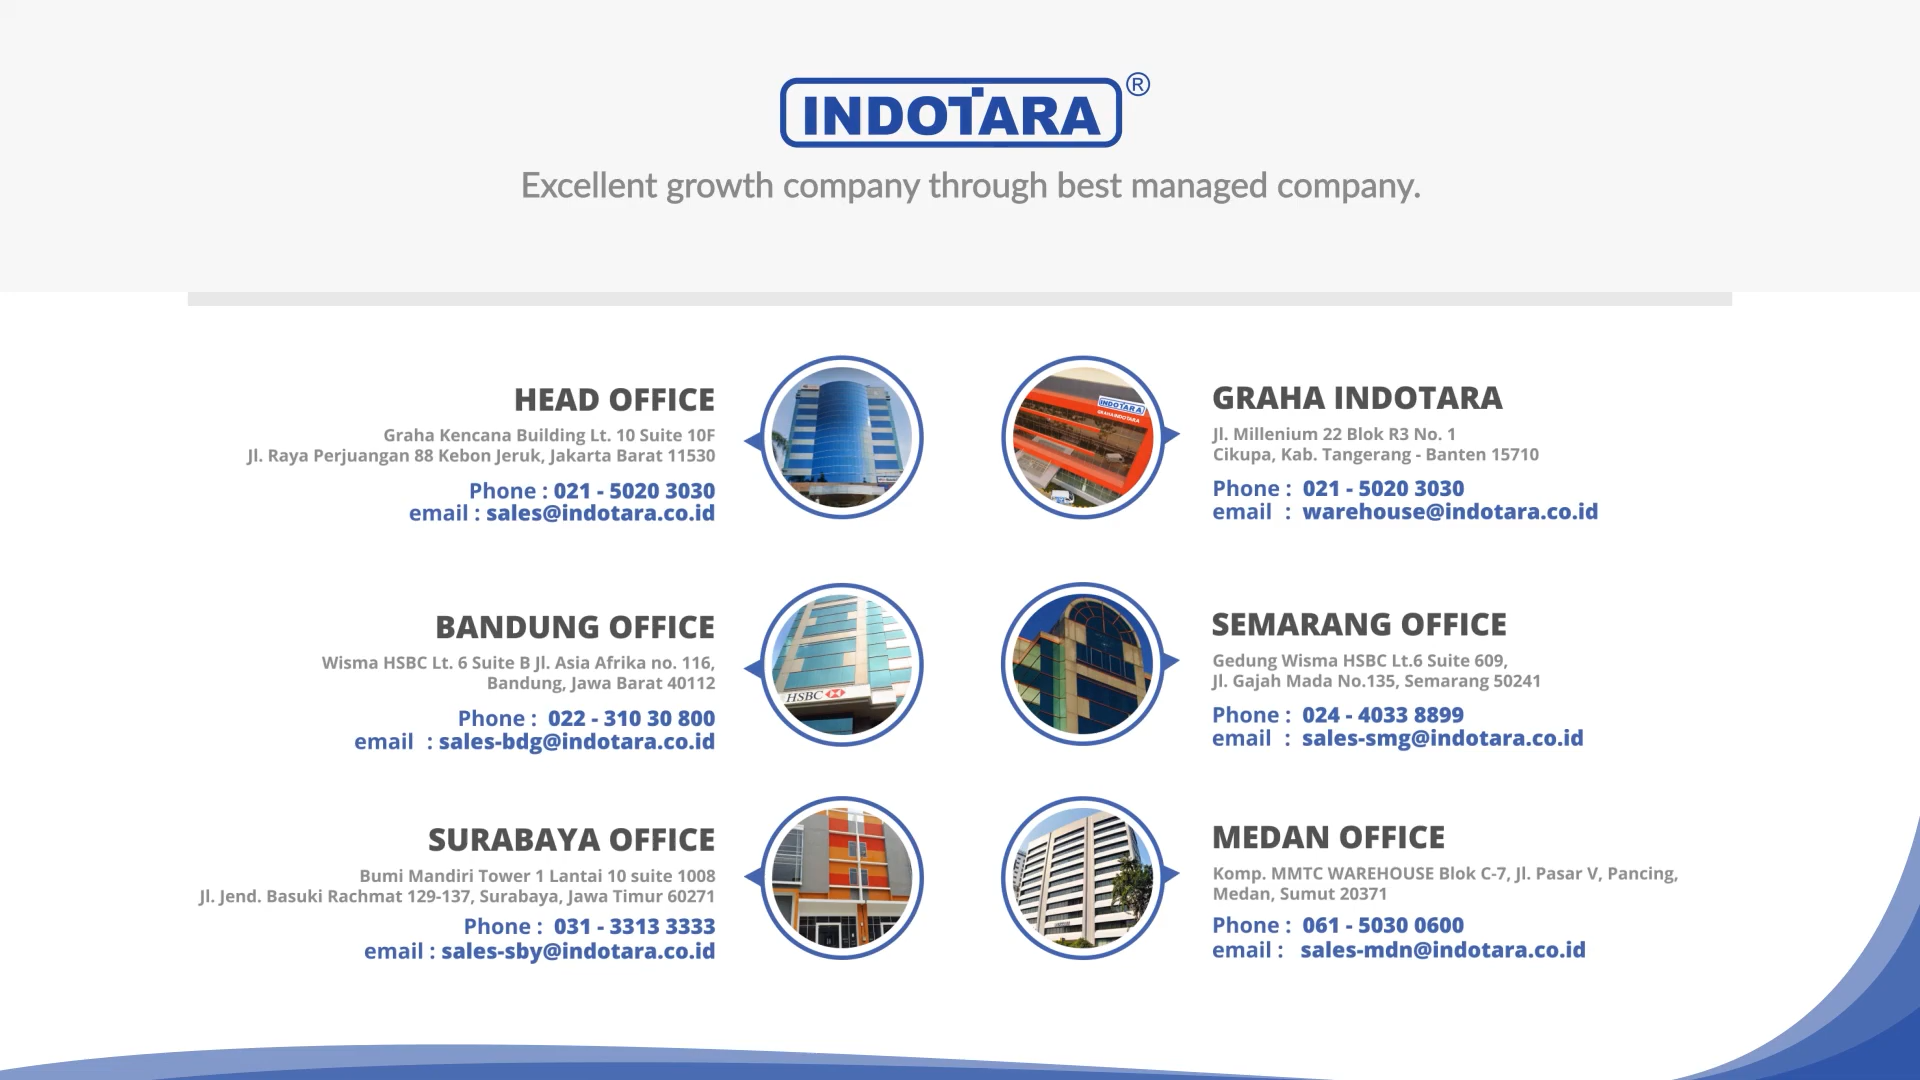 INDOTARA ®
Excellent growth company through best managed company.
HEAD OFFICE
Graha Kencana Building Lt. 10 Suite 10F
Jl. Raya Perjuangan 88 Kebon Jeruk, Jakarta Barat 11530
Phone : 021 - 5020 3030
email : sales@indotara.co.id
INDOTARA
GRAHA INDOTARA
GRAHA INDOTARA
Jl. Millenium 22 Blok R3 No. 1
Cikupa, Kab. Tangerang - Banten 15710
Phone : 021 - 5020 3030
email : warehouse@indotara.co.id
BANDUNG OFFICE
Wisma HSBC Lt. 6 Suite B Jl. Asia Afrika no. 116,
Bandung, Jawa Barat 40112
Phone : 022 - 310 30 800
email : sales-bdg@indotara.co.id
HSBC
SEMARANG OFFICE
Gedung Wisma HSBC Lt.6 Suite 609,
Jl. Gajah Mada No.135, Semarang 50241
Phone : 024 - 4033 8899
email : sales-smg@indotara.co.id
SURABAYA OFFICE
Bumi Mandiri Tower 1 Lantai 10 suite 1008
Jl. Jend. Basuki Rachmat 129-137, Surabaya, Jawa Timur 60271
Phone : 031 - 3313 3333
email : sales-sby@indotara.co.id
MEDAN OFFICE
Komp. MMTC WAREHOUSE Blok C-7, Jl. Pasar V, Pancing,
Medan, Sumut 20371
Phone : 061 - 5030 0600
email : sales-mdn@indotara.co.id